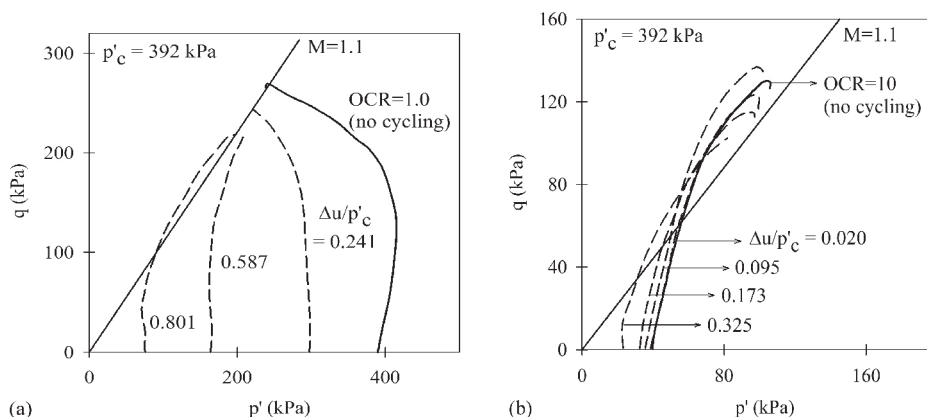 p'c = 392 kPa
M=1.1
OCR=1.0
(no cycling)
Δu/p'c
= 0.241
0.587
0.801
300
200
100
0
0
200
400
q (kPa)
p' (kPa)
(a)
p'c = 392 kPa
M=1.1
OCR=10
(no cycling)
Δu/p'c = 0.020
0.095
0.173
0.325
160
120
80
40
0
0
80
160
q (kPa)
p' (kPa)
(b)